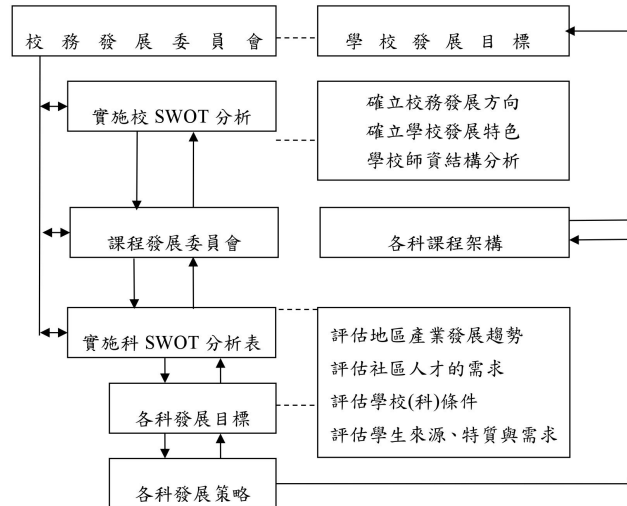 校務發展委員會
學校發展目標
實施校 SWOT 分析
確立校務發展方向
確立學校發展特色
學校師資結構分析
課程發展委員會
各科課程架構
實施科 SWOT 分析表
評估地區產業發展趨勢
評估社區人才的需求
評估學校(科)條件
評估學生來源、特質與需求
各科發展目標
各科發展策略